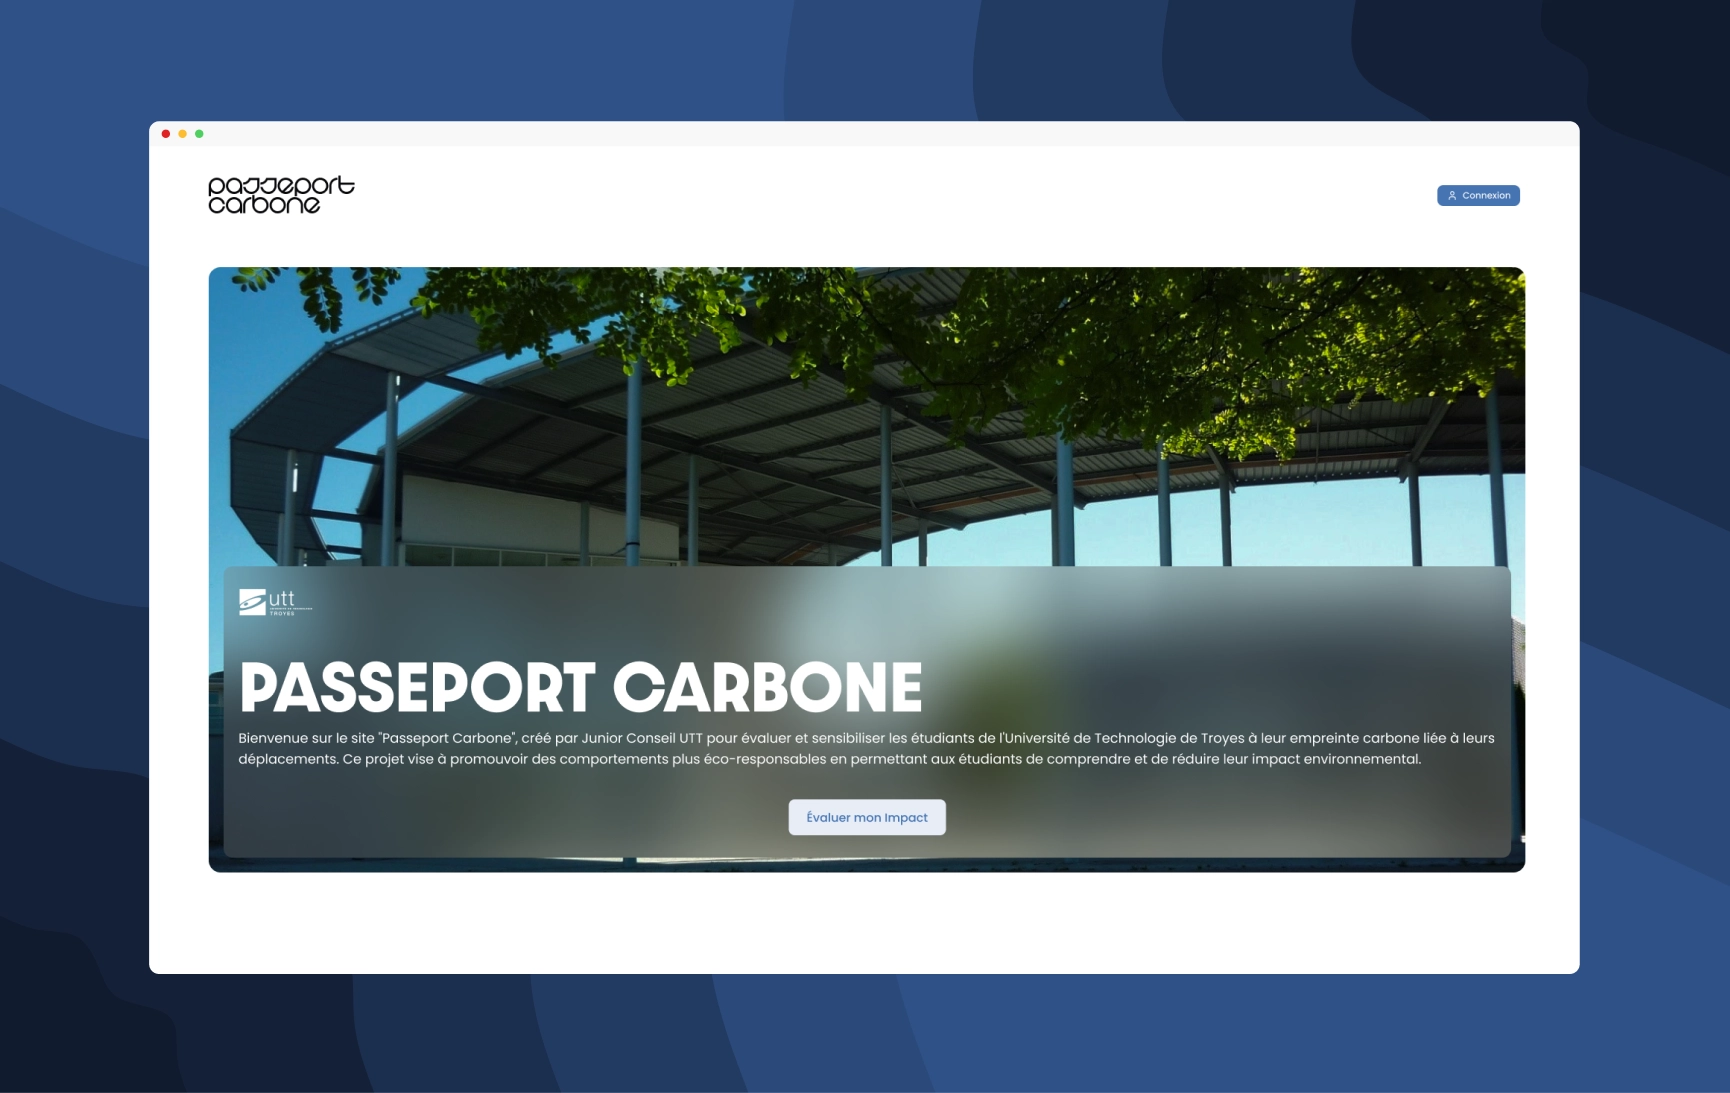 passeport
carbone
Connexion
utt
UNIVERSITÉ DE TECHNOLOGIE
TROYES
PASSEPORT CARBONE
Bienvenue sur le site "Passeport Carbone", créé par Junior Conseil UTT pour évaluer et sensibiliser les étudiants de l'Université de Technologie de Troyes à leur empreinte carbone liée à leurs
déplacements. Ce projet vise à promouvoir des comportements plus éco-responsables en permettant aux étudiants de comprendre et de réduire leur impact environnemental.
Évaluer mon Impact